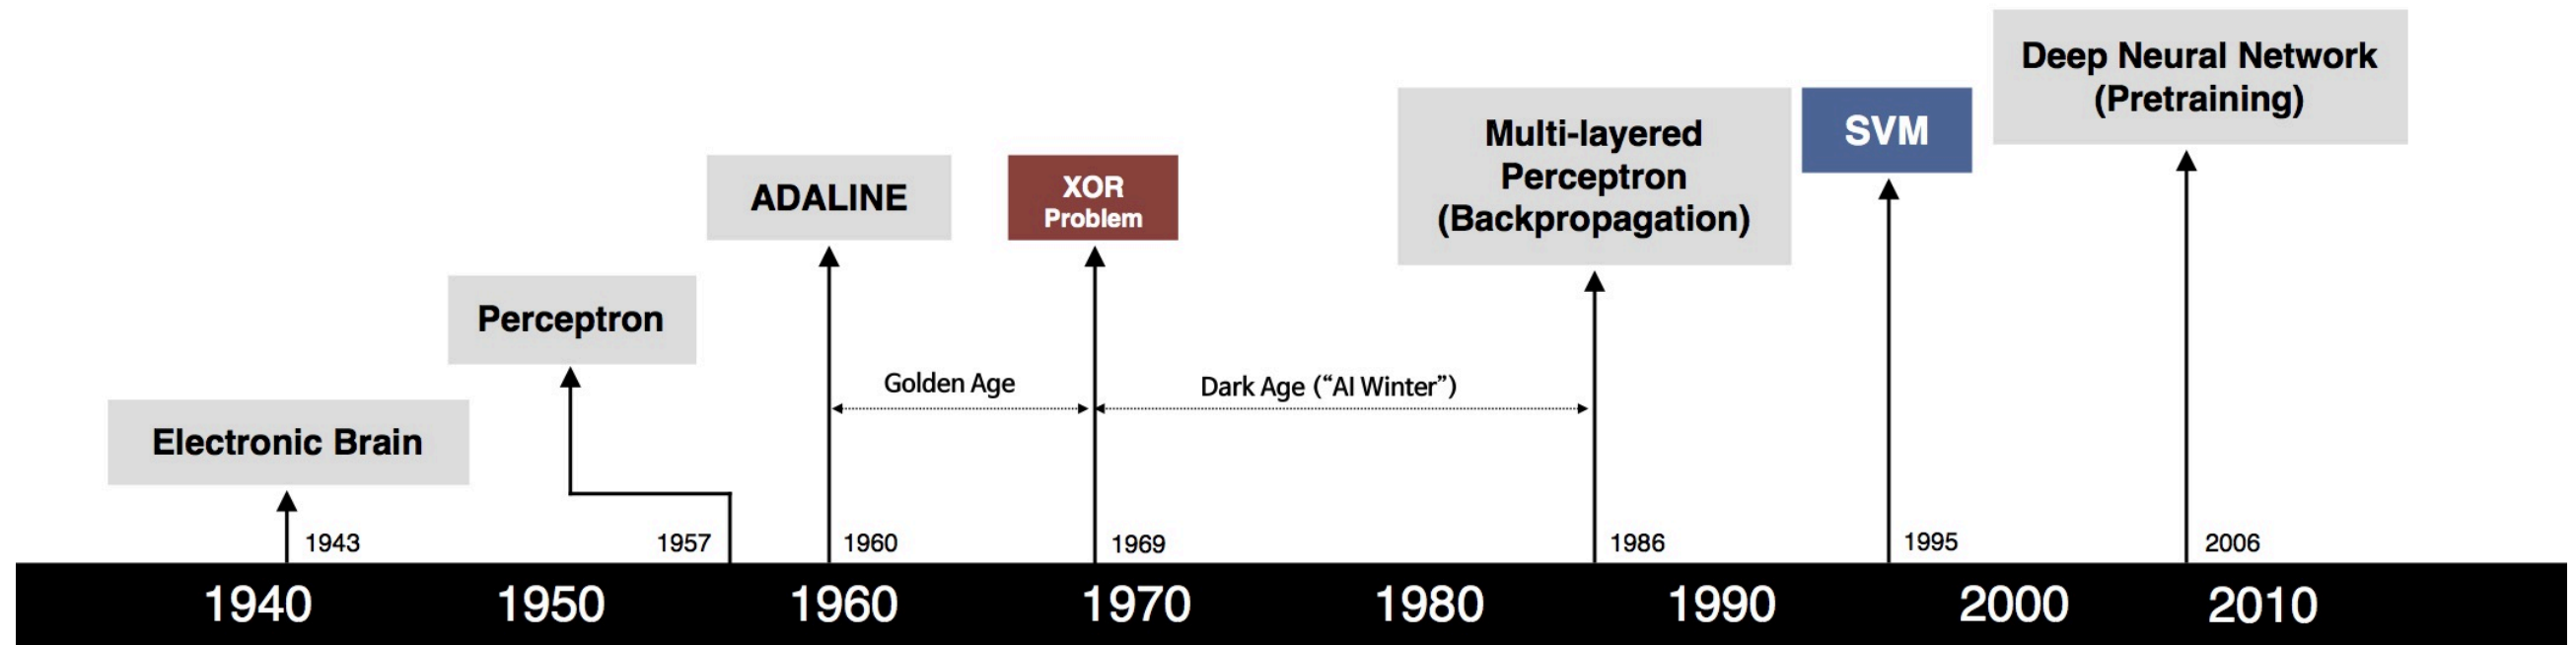 Deep Neural Network
(Pretraining)
Multi-layered
Perceptron
(Backpropagation)
SVM
ADALINE
XOR
Problem
Perceptron
Golden Age
Dark Age (“AI Winter”)
Electronic Brain
1943
1957
1960
1969
1986
1995
2006
1940
1950
1960
1970
1980
1990
2000
2010